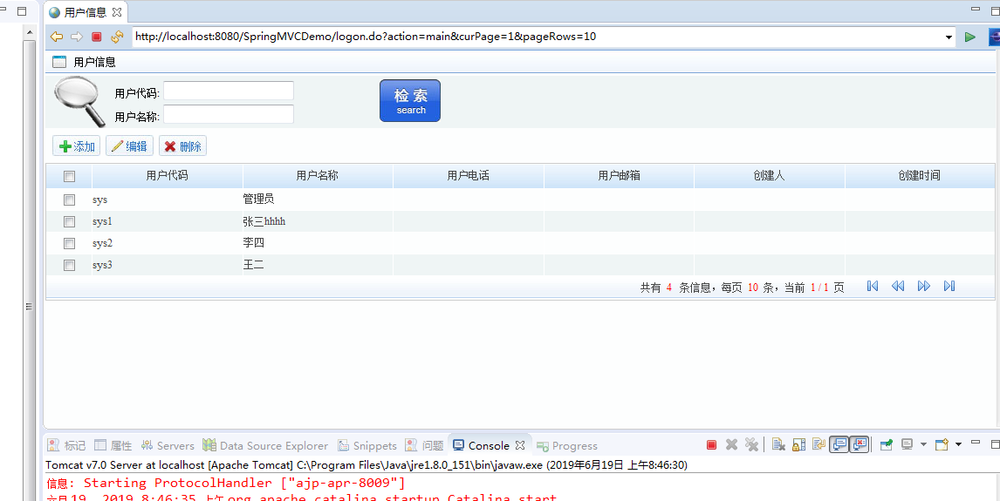 用户信息
http://localhost:8080/SpringMVCDemo/logon.do?action=main&curPage=1&pageRows=10
用户信息
用户代码:
检 索
search
用户名称:
添加 编辑 删除
用户代码 用户名称 用户电话 用户邮箱 创建人 创建时间
sys 管理员
sys1 张三hhhh
sys2 李四
sys3 王二
共有 4 条信息，每页 10 条，当前 1 / 1 页
标记 属性 Servers Data Source Explorer Snippets 问题 Console Progress
Tomcat v7.0 Server at localhost [Apache Tomcat] C:\Program Files\Java\jre1.8.0_151\bin\javaw.exe (2019年6月19日 上午8:46:30)
信息: Starting ProtocolHandler ["ajp-apr-8009"]
六月 19, 2019 8:46:35 上午 org.apache.catalina.startup.Catalina start